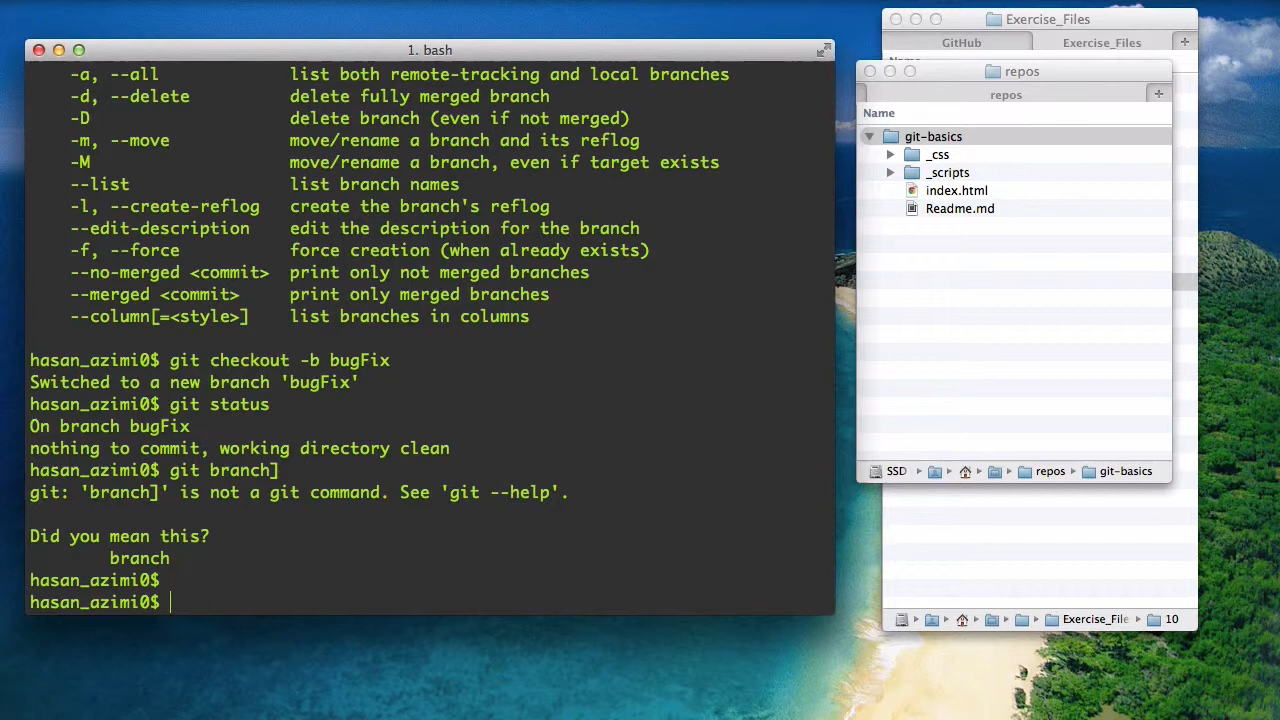 1. bash
-a, --all list both remote-tracking and local branches
-d, --delete delete fully merged branch
-D delete branch (even if not merged)
-m, --move move/rename a branch and its reflog
-M move/rename a branch, even if target exists
--list list branch names
-l, --create-reflog create the branch's reflog
--edit-description edit the description for the branch
-f, --force force creation (when already exists)
--no-merged <commit> print only not merged branches
--merged <commit> print only merged branches
--column[=<style>] list branches in columns
hasan_azimi0$ git checkout -b bugFix
Switched to a new branch 'bugFix'
hasan_azimi0$ git status
On branch bugFix
nothing to commit, working directory clean
hasan_azimi0$ git branch]
git: 'branch]' is not a git command. See 'git --help'.
Did you mean this?
branch
hasan_azimi0$
hasan_azimi0$
Exercise_Files
GitHub Exercise_Files +
repos
repos +
Name
git-basics
_css
_scripts
index.html
Readme.md
SSD repos git-basics
Exercise_File 10